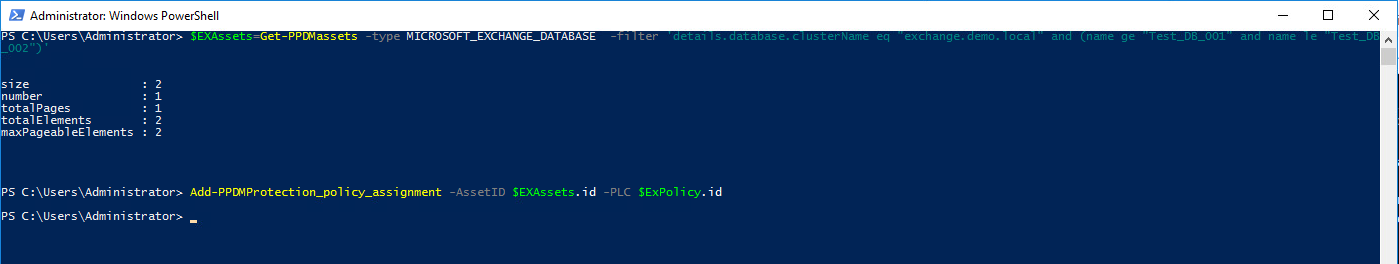 Administrator: Windows PowerShell
PS C:\Users\Administrator> $EXAssets=Get-PPDMassets -type MICROSOFT_EXCHANGE_DATABASE  -filter 'details.database.clusterName eq "exchange.demo.local" and (name ge "Test_DB_001" and name le "Test_DB
_002")'
size                : 2
number              : 1
totalPages          : 1
totalElements       : 2
maxPageableElements : 2
PS C:\Users\Administrator> Add-PPDMProtection_policy_assignment -AssetID $EXAssets.id -PLC $ExPolicy.id
PS C:\Users\Administrator> _